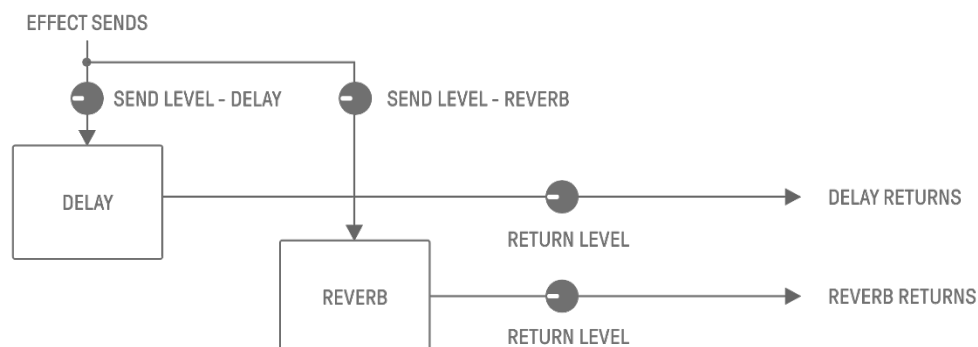 EFFECT SENDS
SEND LEVEL - DELAY
SEND LEVEL - REVERB
DELAY
DELAY RETURNS
RETURN LEVEL
REVERB
REVERB RETURNS
RETURN LEVEL